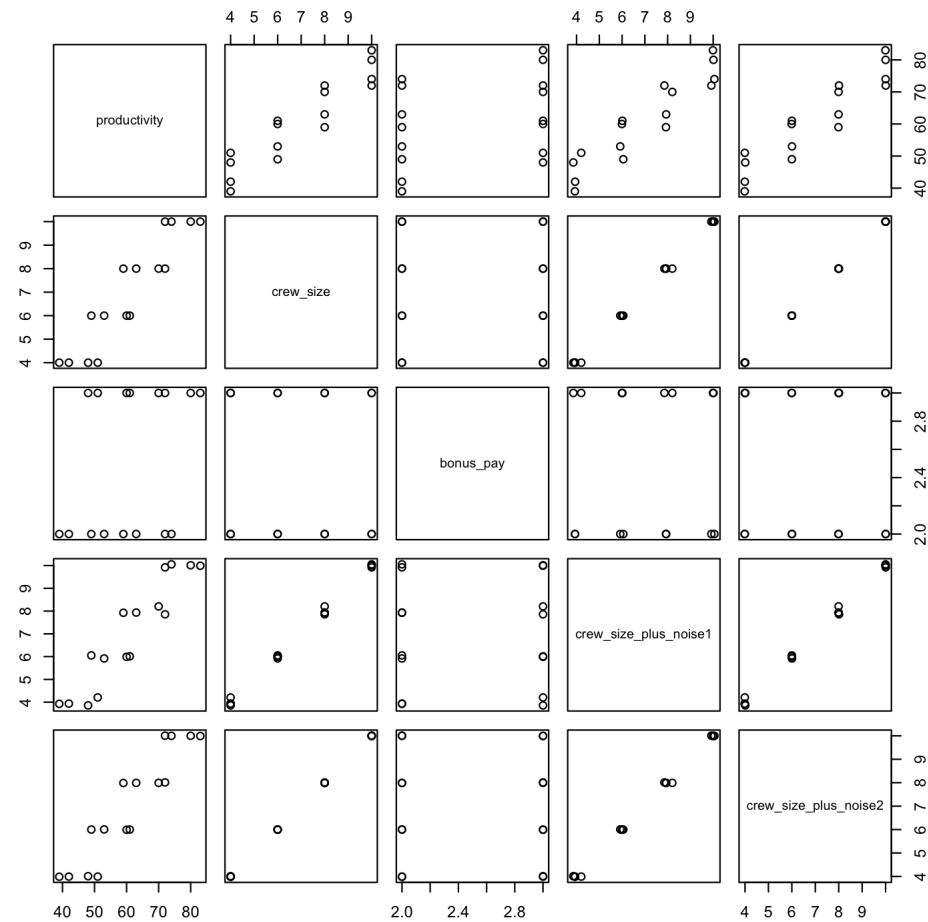 4 5 6 7 8 9 4 5 6 7 8 9
productivity
40 50 60 70 80
4 5 6 7 8 9
crew_size
bonus_pay
2.0 2.4 2.8
4 5 6 7 8 9
crew_size_plus_noise1
crew_size_plus_noise2
4 5 6 7 8 9
40 50 60 70 80 2.0 2.4 2.8 4 5 6 7 8 9